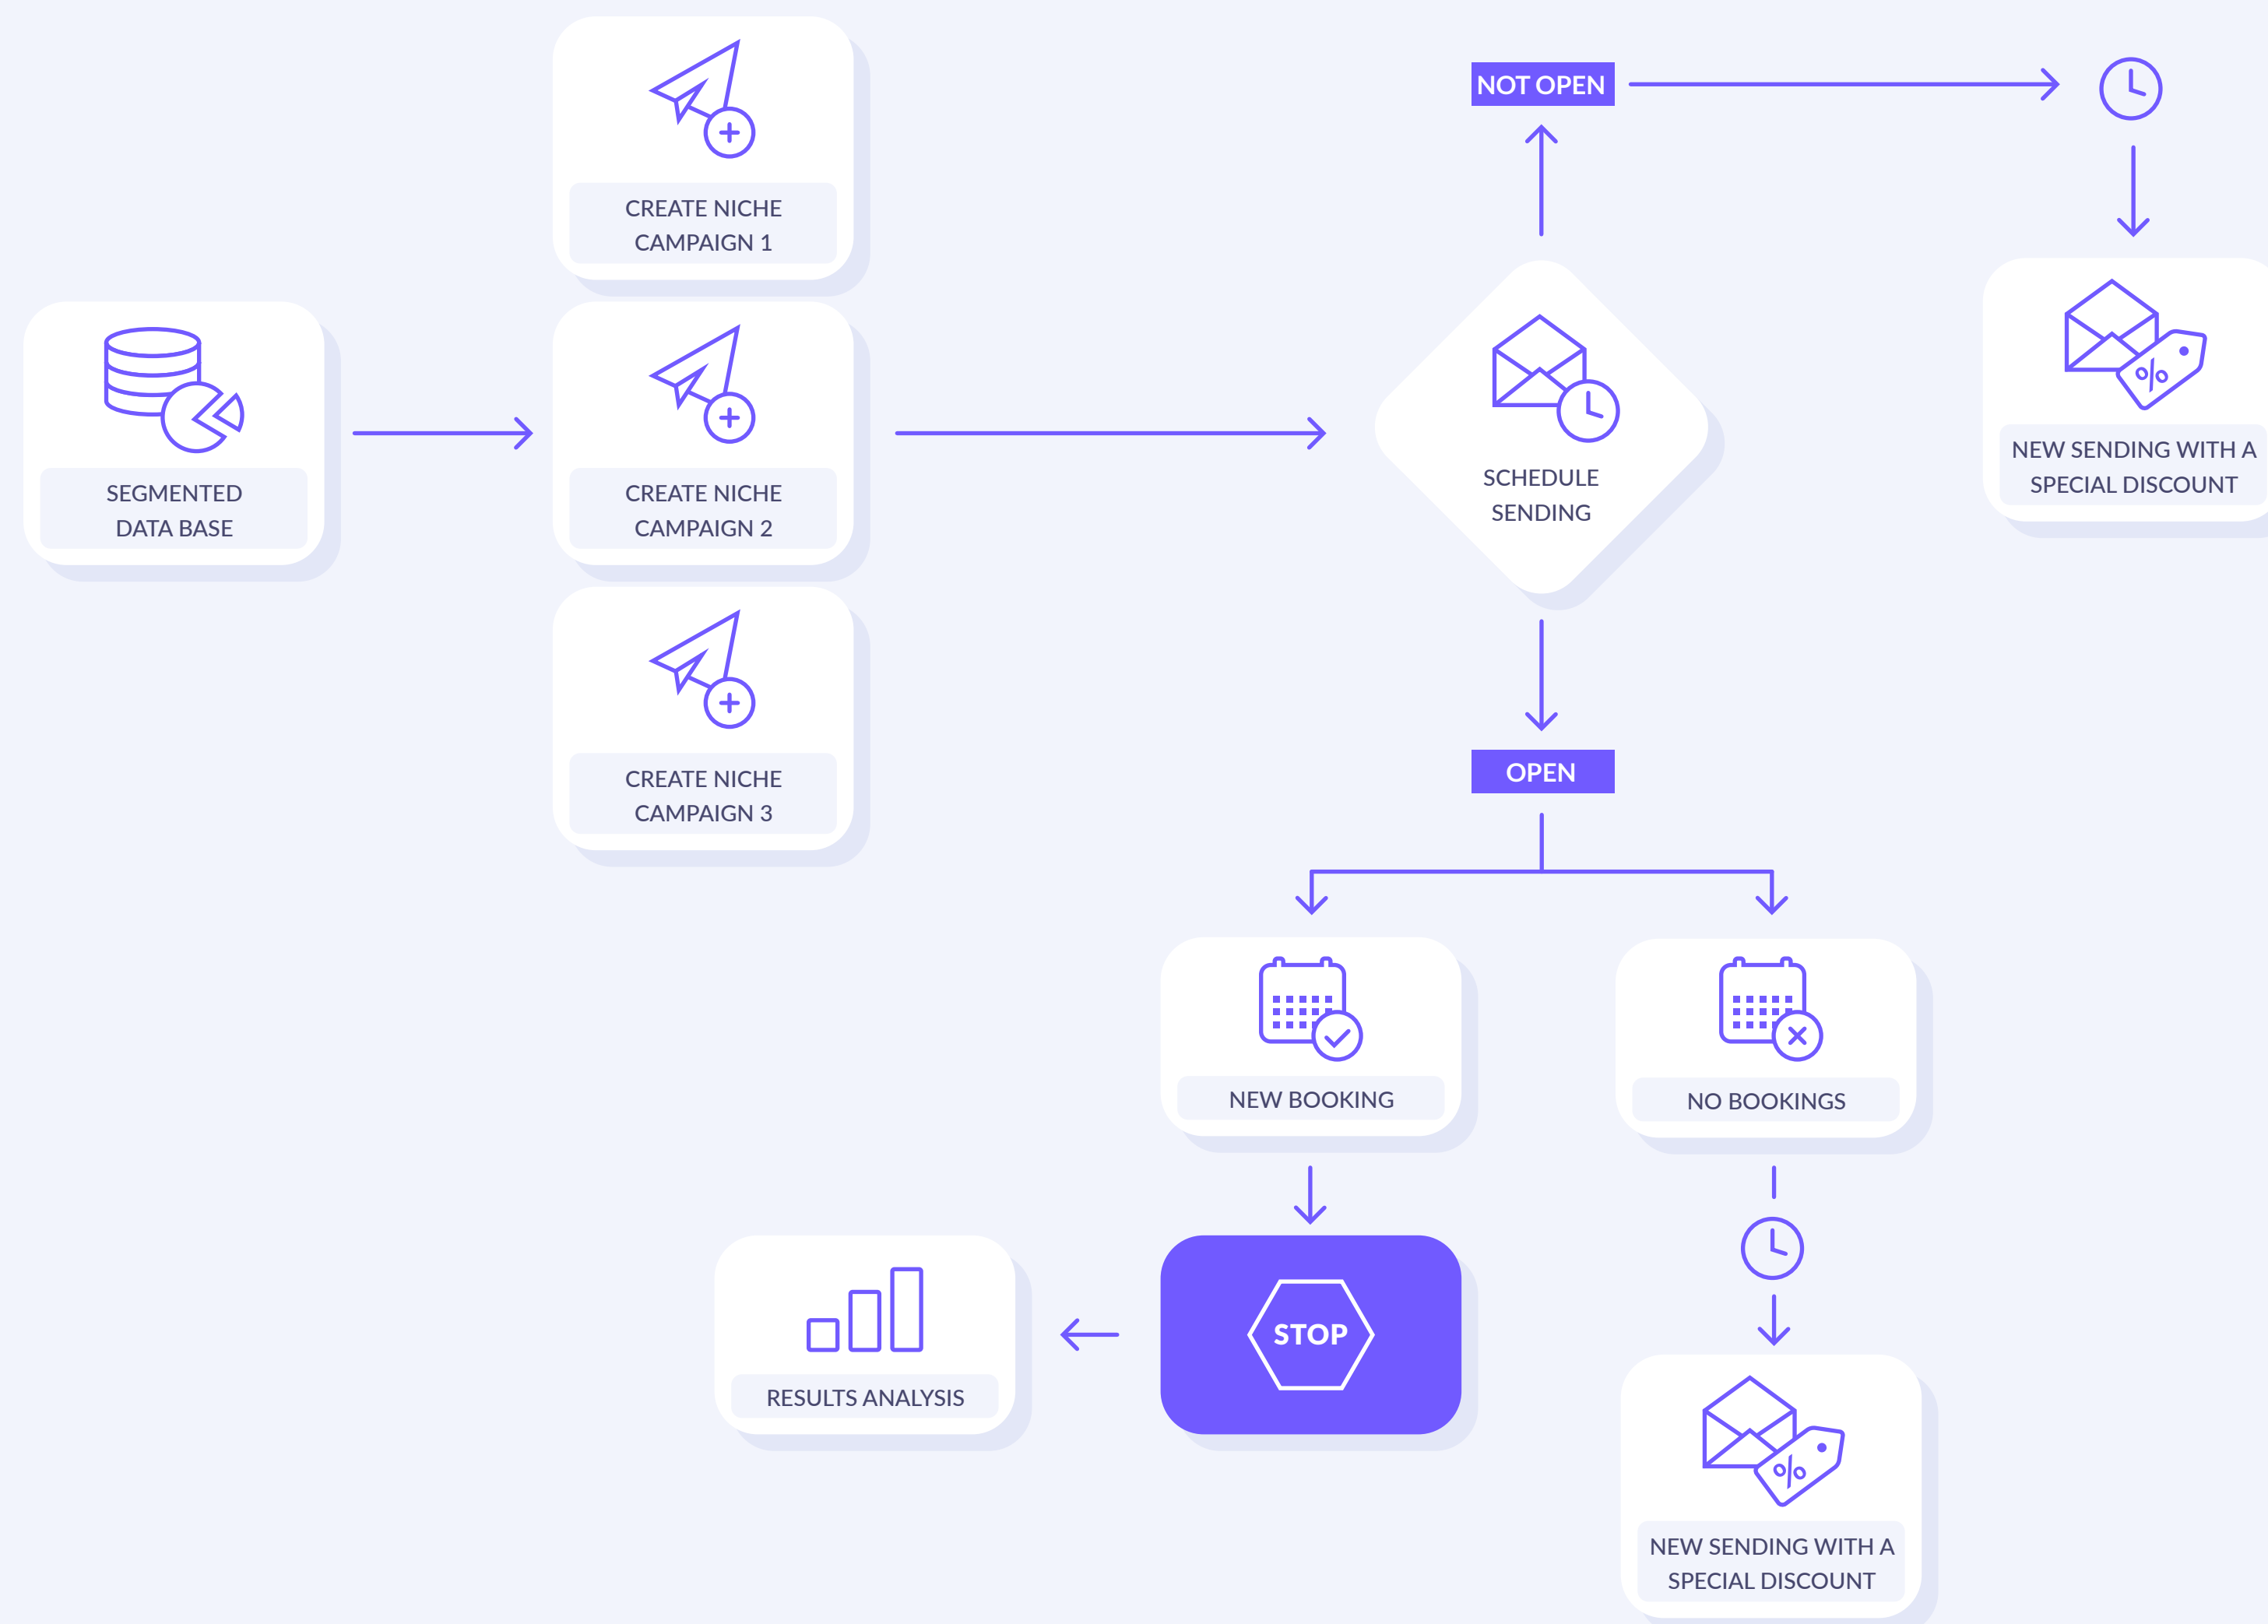 CREATE NICHE
CAMPAIGN 1
NOT OPEN
SEGMENTED
DATA BASE
CREATE NICHE
CAMPAIGN 2
SCHEDULE
SENDING
NEW SENDING WITH A
SPECIAL DISCOUNT
CREATE NICHE
CAMPAIGN 3
OPEN
NEW BOOKING
NO BOOKINGS
RESULTS ANALYSIS
STOP
NEW SENDING WITH A
SPECIAL DISCOUNT